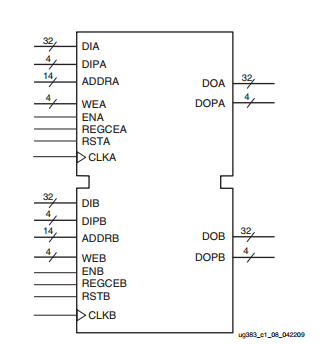 32
DIA
4
DIPA
14
ADDRA
4
WEA
ENA
REGCEA
RSTA
CLKA
DOA
32
DOPA
4
32
DIB
4
DIPB
14
ADDRB
4
WEB
ENB
REGCEB
RSTB
CLKB
DOB
32
DOPB
4
ug383_c1_08_042209